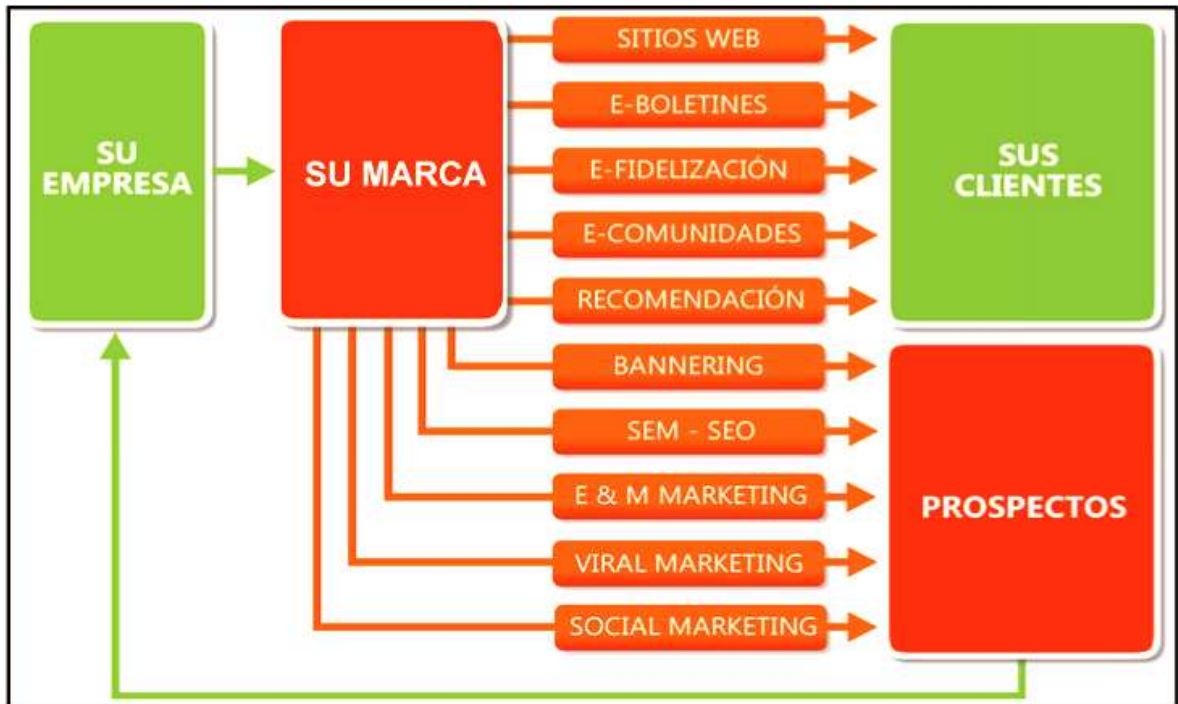 SU
EMPRESA
SU MARCA
SITIOS WEB
E-BOLETINES
E-FIDELIZACIÓN
E-COMUNIDADES
RECOMENDACIÓN
BANNERING
SEM - SEO
E & M MARKETING
VIRAL MARKETING
SOCIAL MARKETING
SUS
CLIENTES
PROSPECTOS